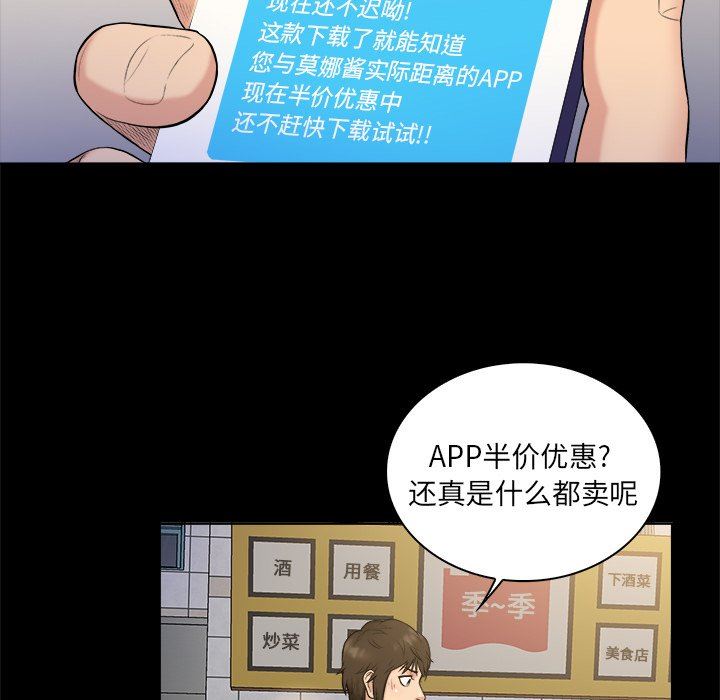 现在还不迟呦!
这款下载了就能知道
您与莫娜酱实际距离的APP
现在半价优惠中
还不赶快下载试试!!
APP半价优惠?
还真是什么都卖呢
酒
用餐
下酒菜
季~季
炒菜
美食店